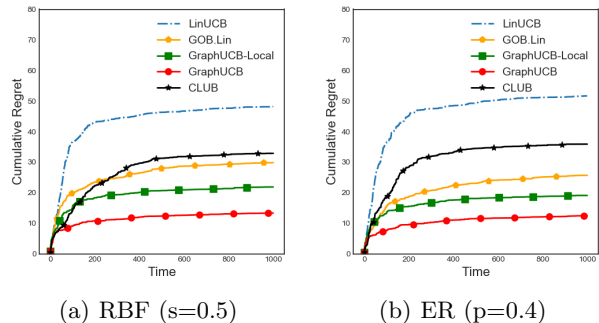 80
70
60
50
40
30
20
10
0
Cumulative Regret
LinUCB
GOB.Lin
GraphUCB-Local
GraphUCB
CLUB
0 200 400 600 800 1000
Time
(a) RBF (s=0.5)
80
70
60
50
40
30
20
10
0
Cumulative Regret
LinUCB
GOB.Lin
GraphUCB-Local
GraphUCB
CLUB
0 200 400 600 800 1000
Time
(b) ER (p=0.4)